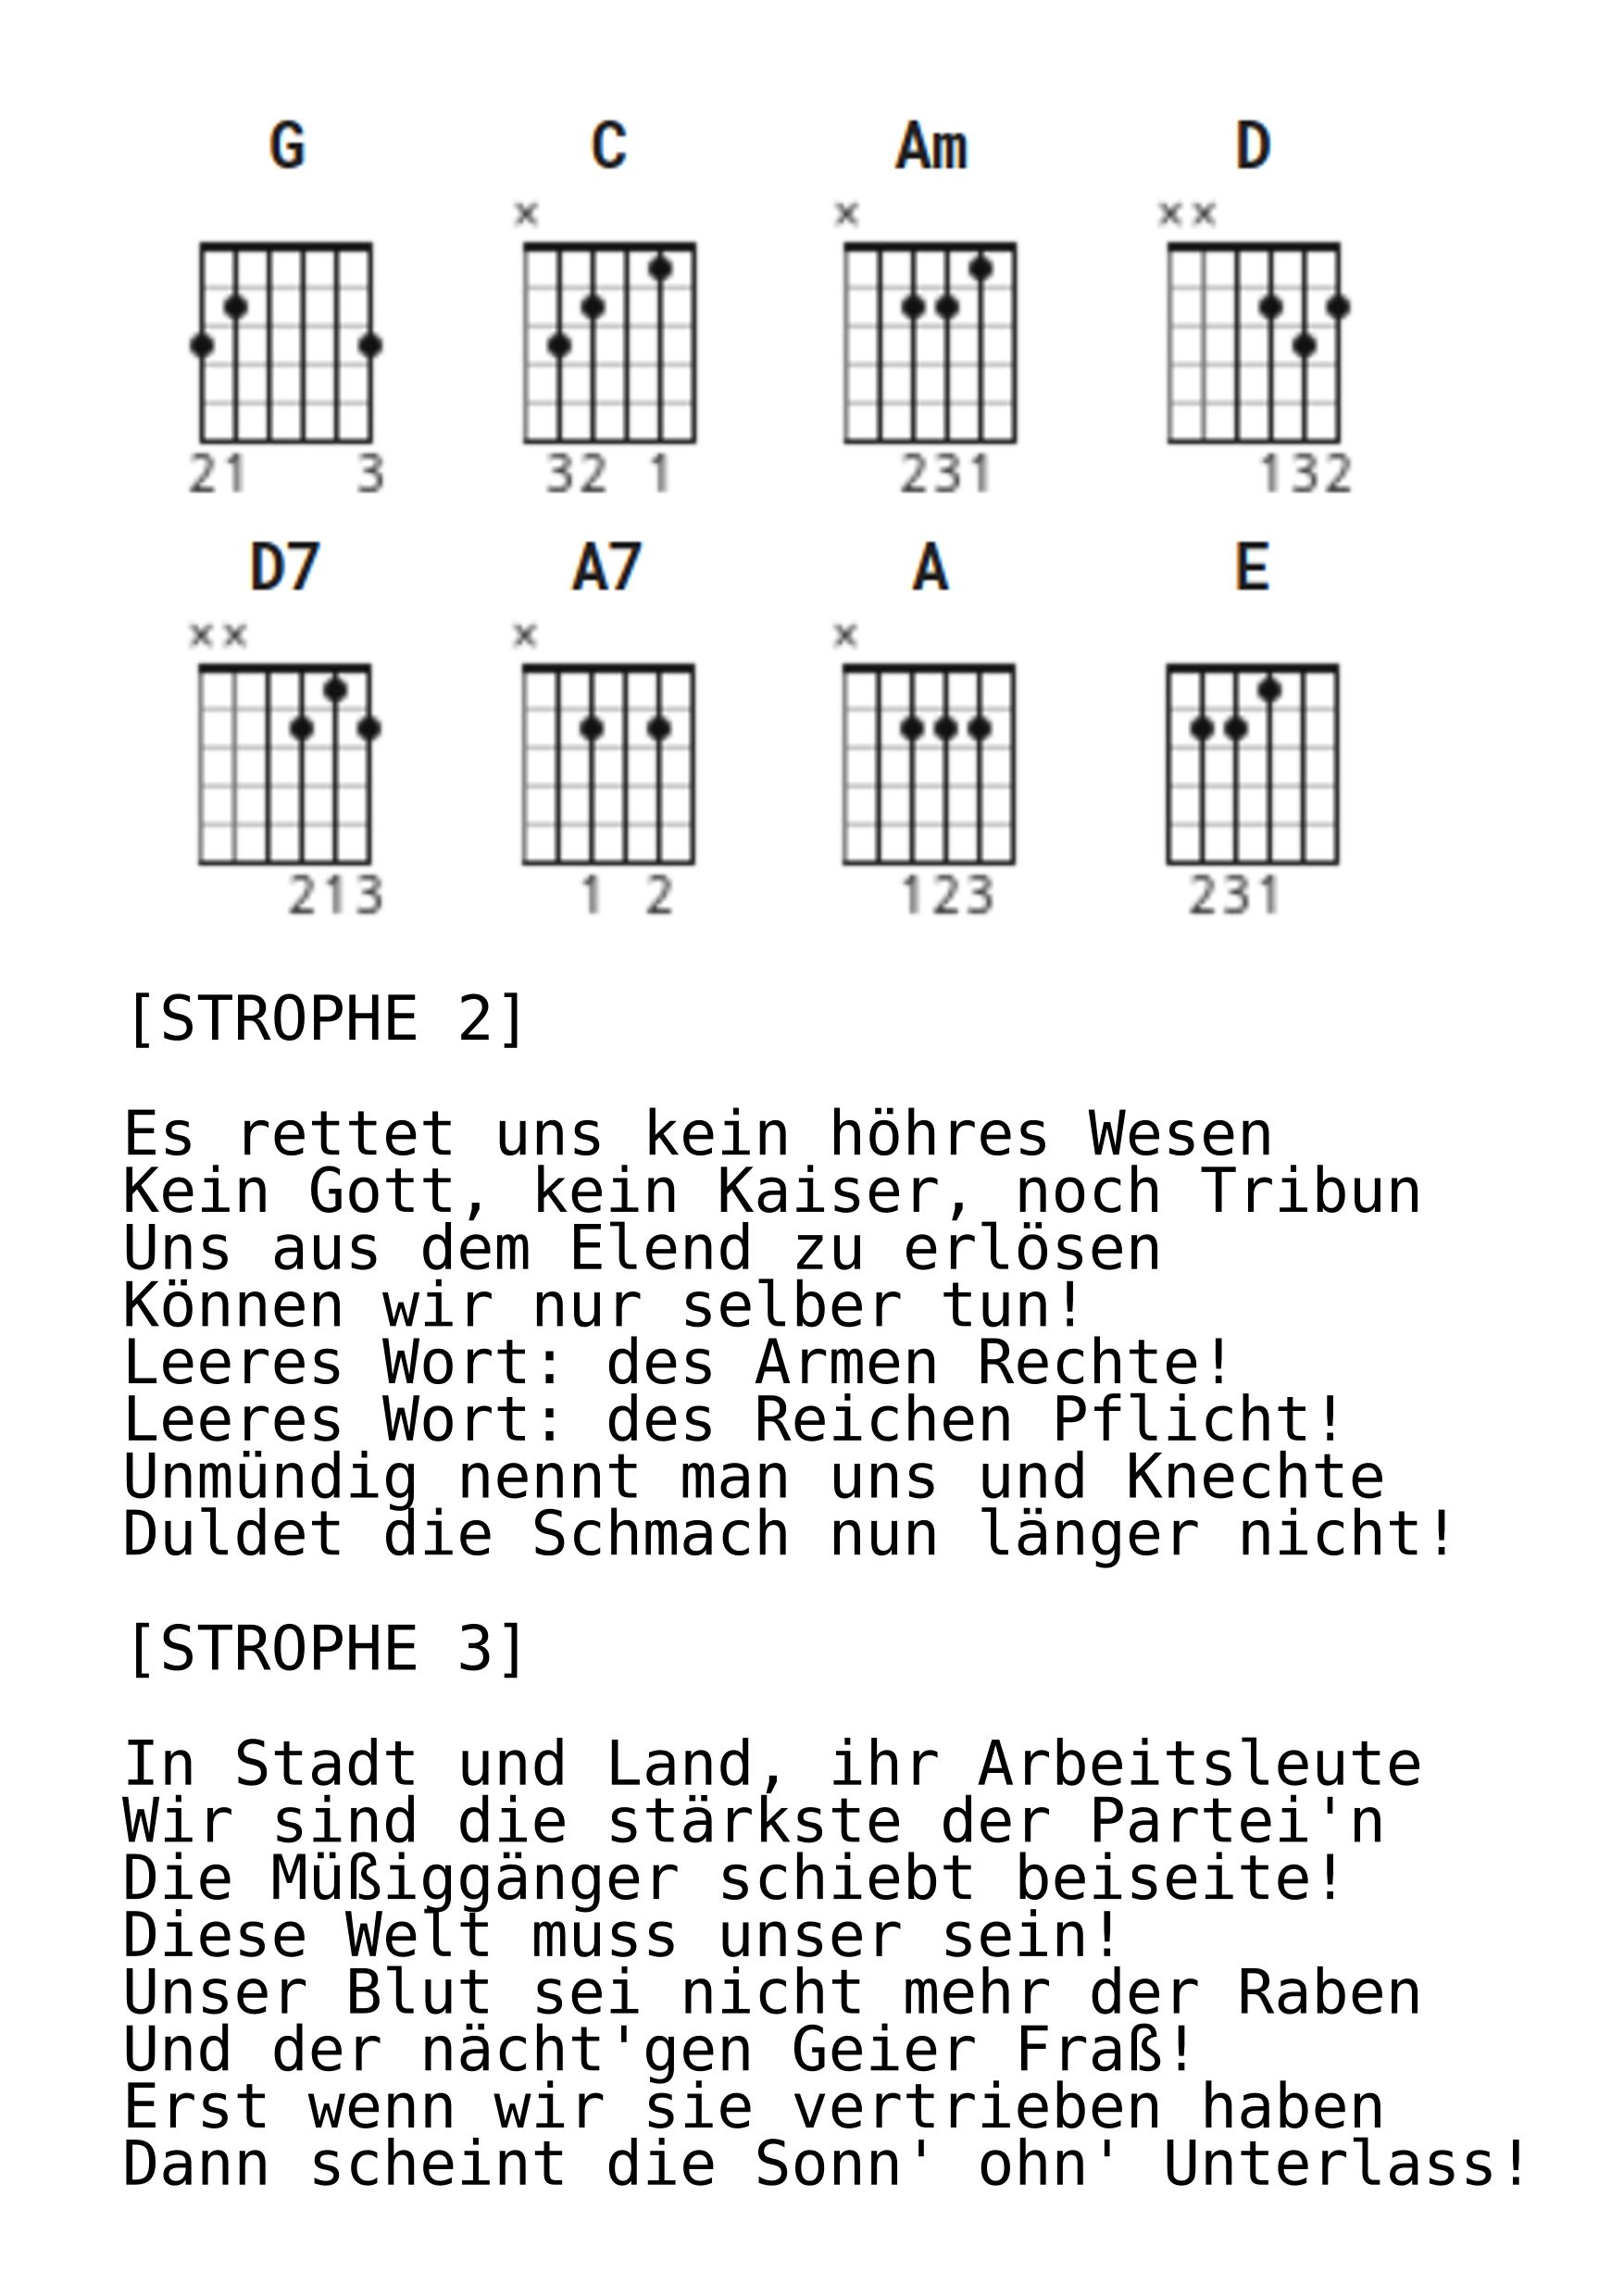 G C Am D
× × ××
21 3 32 1 231 132
D7 A7 A E
×× × ×
213 1 2 123 231
[STROPHE 2]
Es rettet uns kein höhres Wesen
Kein Gott, kein Kaiser, noch Tribun
Uns aus dem Elend zu erlösen
Können wir nur selber tun!
Leeres Wort: des Armen Rechte!
Leeres Wort: des Reichen Pflicht!
Unmündig nennt man uns und Knechte
Duldet die Schmach nun länger nicht!
[STROPHE 3]
In Stadt und Land, ihr Arbeitsleute
Wir sind die stärkste der Partei'n
Die Müßiggänger schiebt beiseite!
Diese Welt muss unser sein!
Unser Blut sei nicht mehr der Raben
Und der nächt'gen Geier Fraß!
Erst wenn wir sie vertrieben haben
Dann scheint die Sonn' ohn' Unterlass!